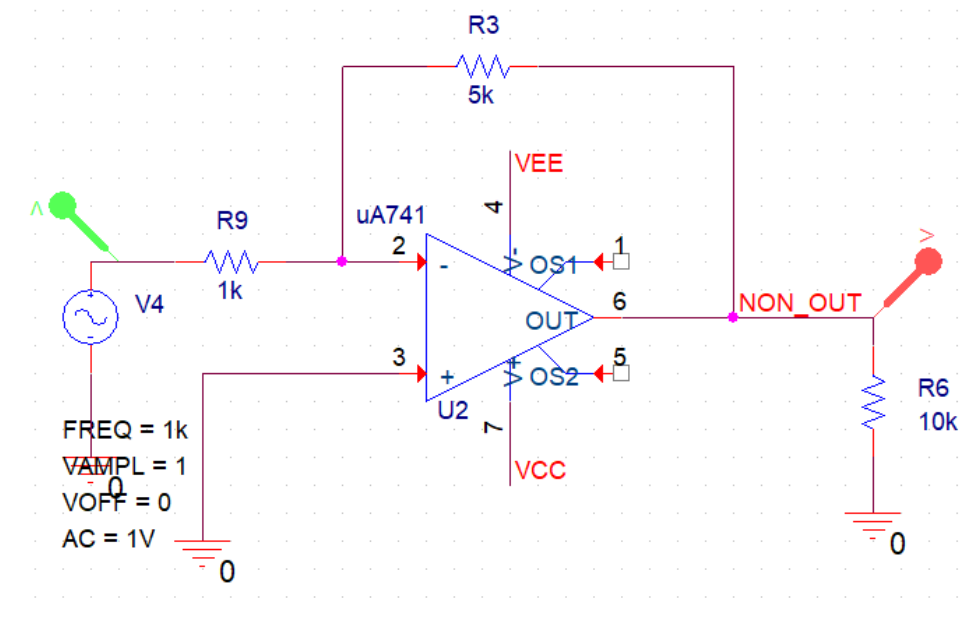 R3
5k
VEE
4
uA741
R9
1k
2
-
V-
OS1
1
V4
+
-
6
OUT
NON_OUT
3
+
V+
OS2
5
U2
7
VCC
R6
10k
FREQ = 1k
VAMPL = 1
0
VOFF = 0
AC = 1V
0
0
V
V